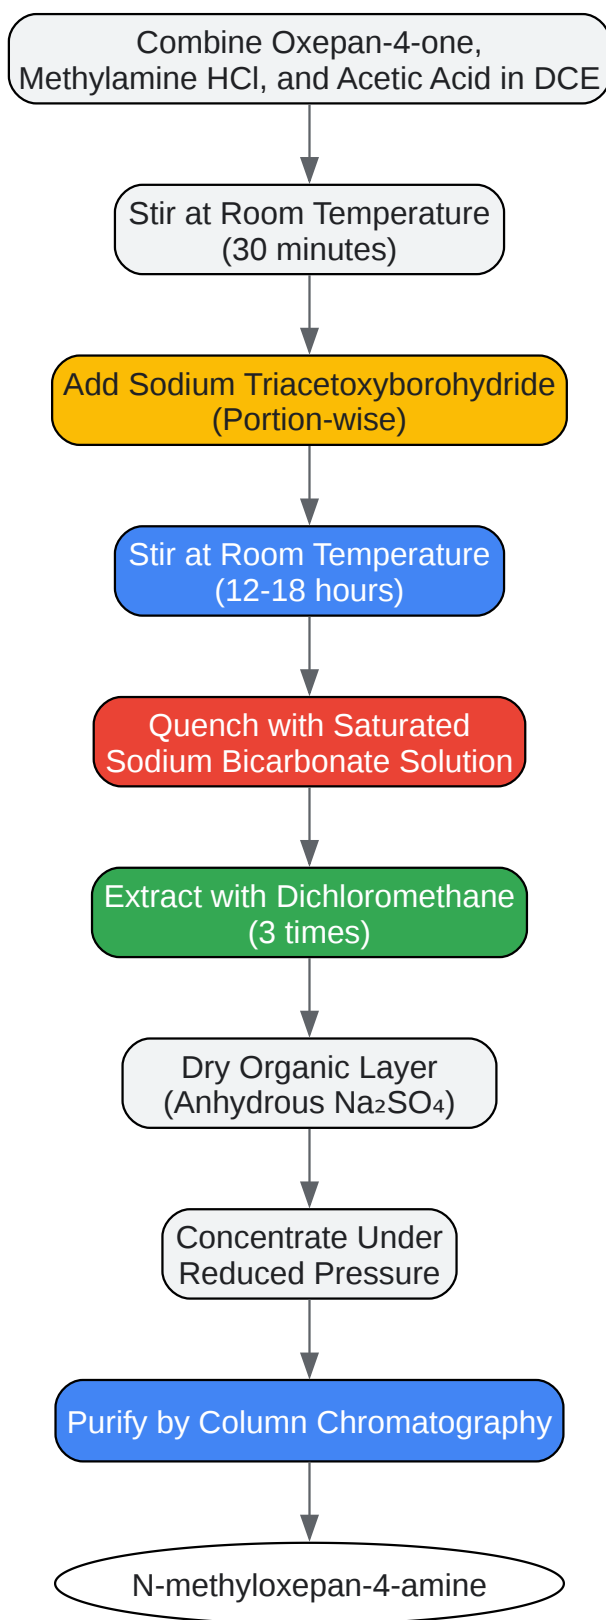 Combine Oxepan-4-one,
Methylamine HCl, and Acetic Acid in DCE
Stir at Room Temperature
(30 minutes)
Add Sodium Triacetoxyborohydride
(Portion-wise)
Stir at Room Temperature
(12-18 hours)
Quench with Saturated
Sodium Bicarbonate Solution
Extract with Dichloromethane
(3 times)
Dry Organic Layer
(Anhydrous Na₂SO₄)
Concentrate Under
Reduced Pressure
Purify by Column Chromatography
N-methyloxepan-4-amine